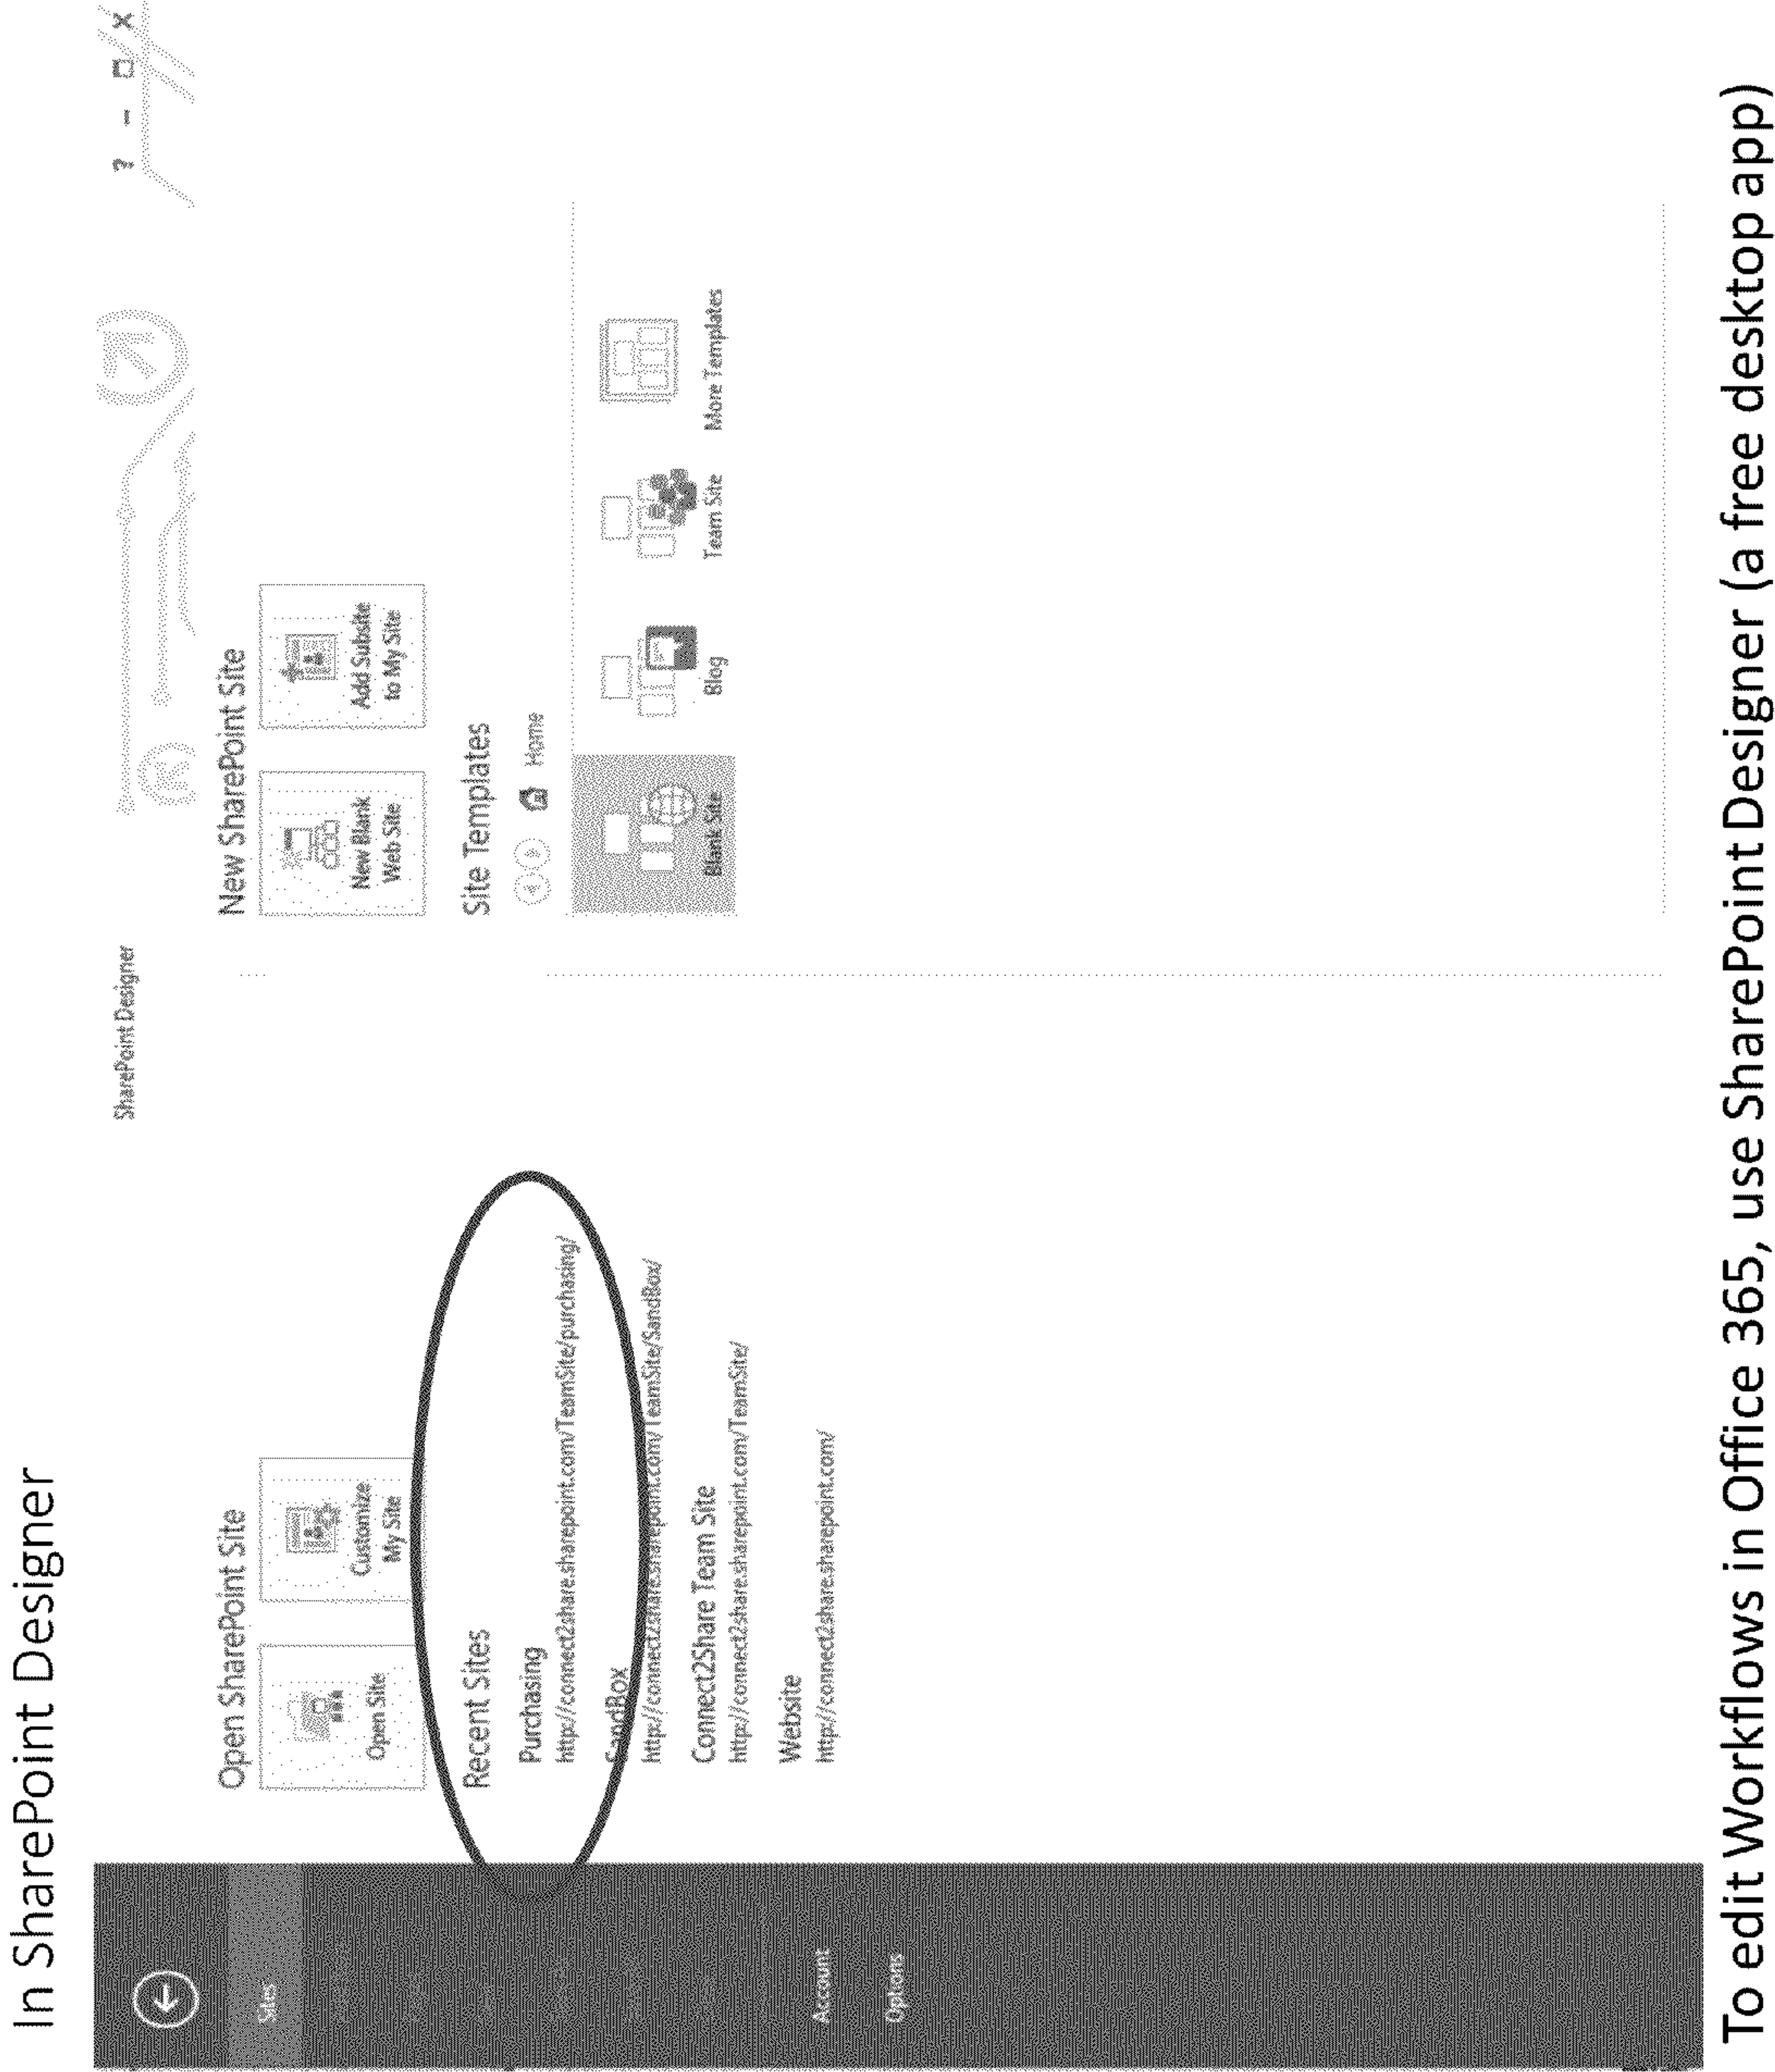 In SharePoint Designer
SharePoint Designer
? – □ X
Sites
Account
Options
Open SharePoint Site
Open Site
Customize
My Site
Recent Sites
Purchasing
http://connect2share.sharepoint.com/TeamSite/purchasing/
SandBox
http://connect2share.sharepoint.com/TeamSite/SandBox/
Connect2Share Team Site
http://connect2share.sharepoint.com/TeamSite/
Website
http://connect2share.sharepoint.com/
New SharePoint Site
New Blank
Web Site
Add Subsite
to My Site
Site Templates
Home
Blank Site
Blog
Team Site
More Templates
To edit Workflows in Office 365, use SharePoint Designer (a free desktop app)